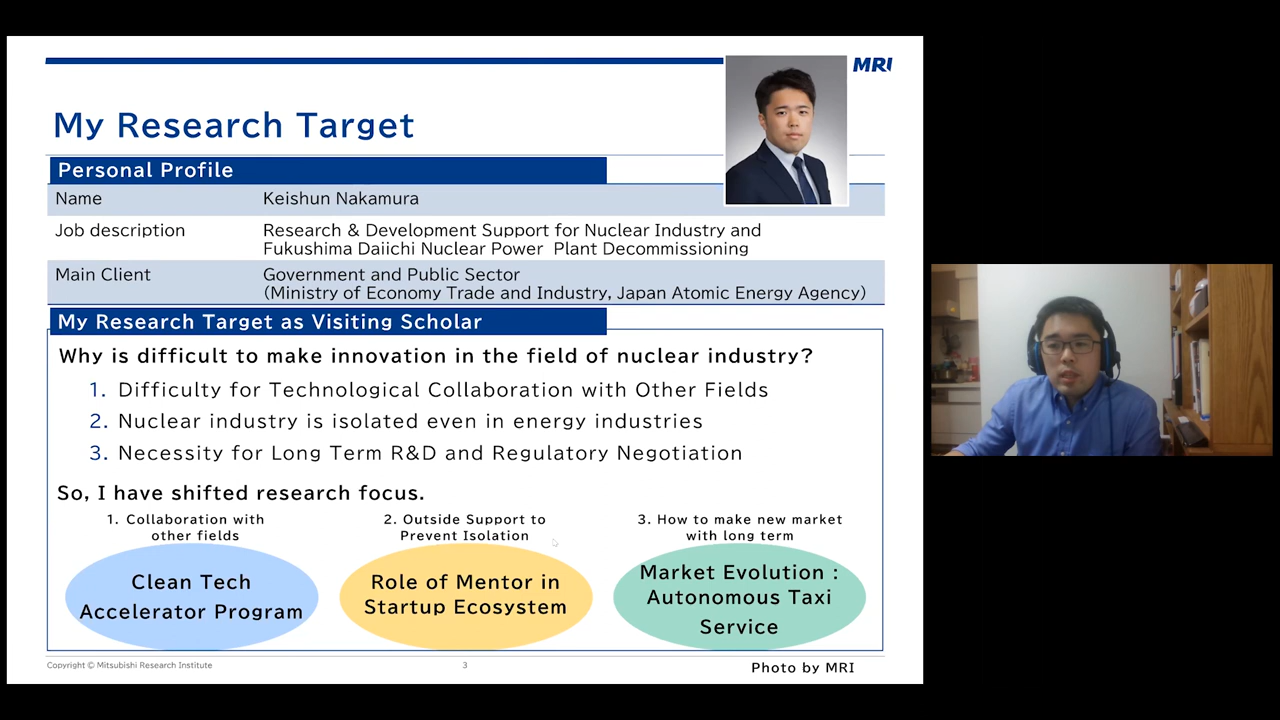 MRI
My Research Target
Personal Profile
Name Keishun Nakamura
Job description Research & Development Support for Nuclear Industry and
Fukushima Daiichi Nuclear Power Plant Decommissioning
Main Client Government and Public Sector
(Ministry of Economy Trade and Industry, Japan Atomic Energy Agency)
My Research Target as Visiting Scholar
Why is difficult to make innovation in the field of nuclear industry?
1. Difficulty for Technological Collaboration with Other Fields
2. Nuclear industry is isolated even in energy industries
3. Necessity for Long Term R&D and Regulatory Negotiation
So, I have shifted research focus.
1. Collaboration with
other fields
Clean Tech
Accelerator Program
2. Outside Support to
Prevent Isolation
Role of Mentor in
Startup Ecosystem
3. How to make new market
with long term
Market Evolution :
Autonomous Taxi
Service
Copyright © Mitsubishi Research Institute
3
Photo by MRI